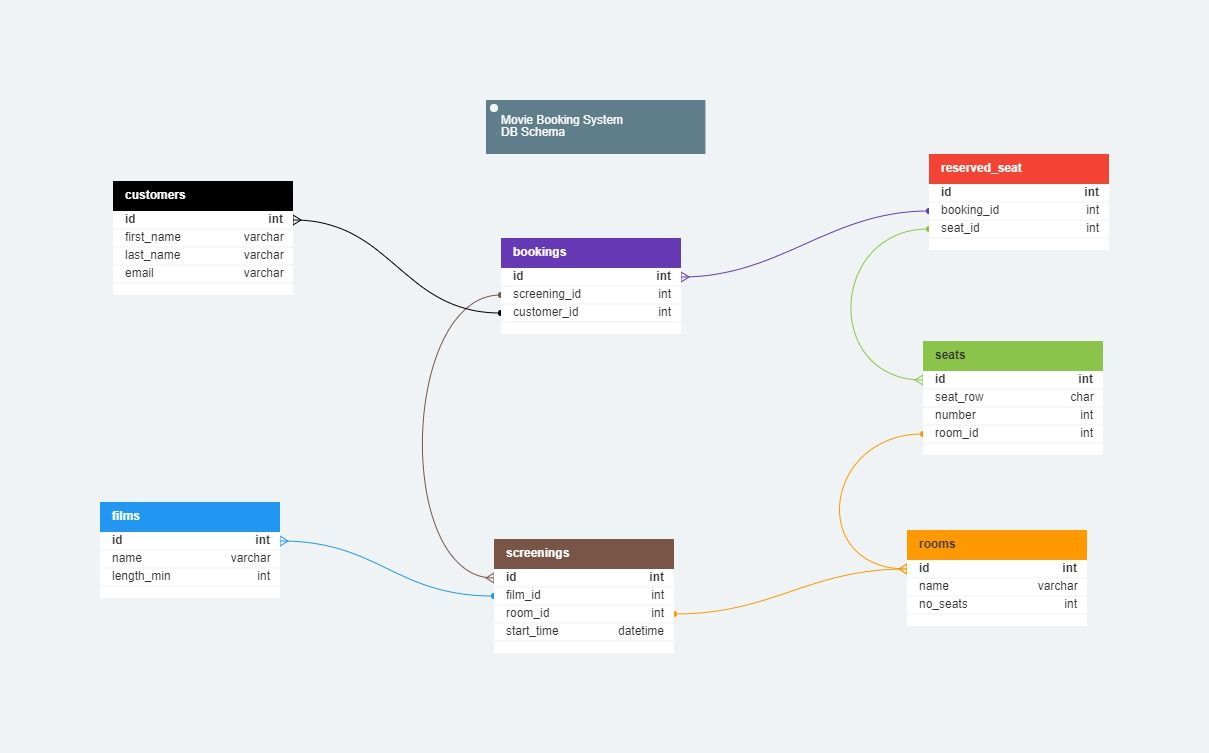 Movie Booking System
DB Schema
customers
id int
first_name varchar
last_name varchar
email varchar
bookings
id int
screening_id int
customer_id int
reserved_seat
id int
booking_id int
seat_id int
seats
id int
seat_row char
number int
room_id int
films
id int
name varchar
length_min int
screenings
id int
film_id int
room_id int
start_time datetime
rooms
id int
name varchar
no_seats int